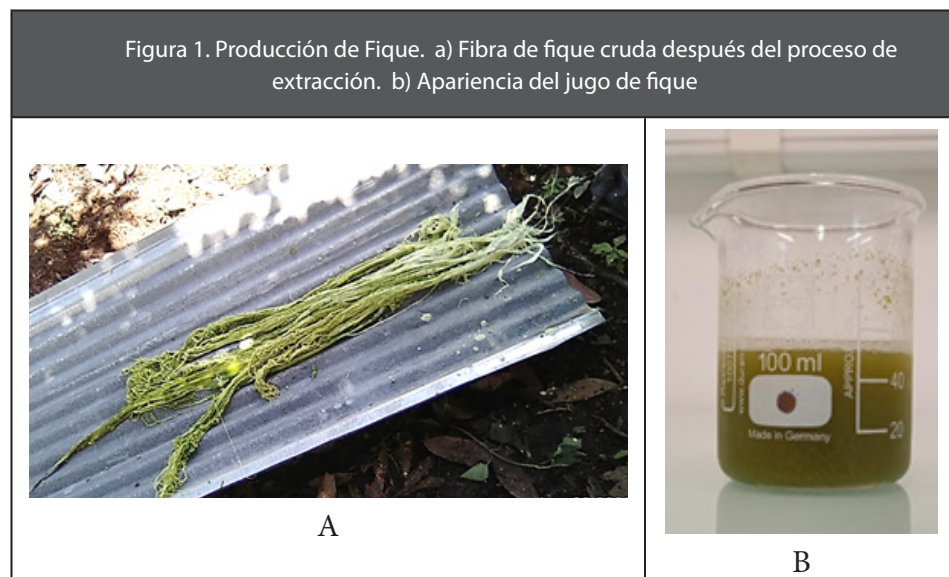 Figura 1. Producción de Fique. a) Fibra de fique cruda después del proceso de
extracción. b) Apariencia del jugo de fique
100 ml
APPROX
40
20
Made in Germany
A
B